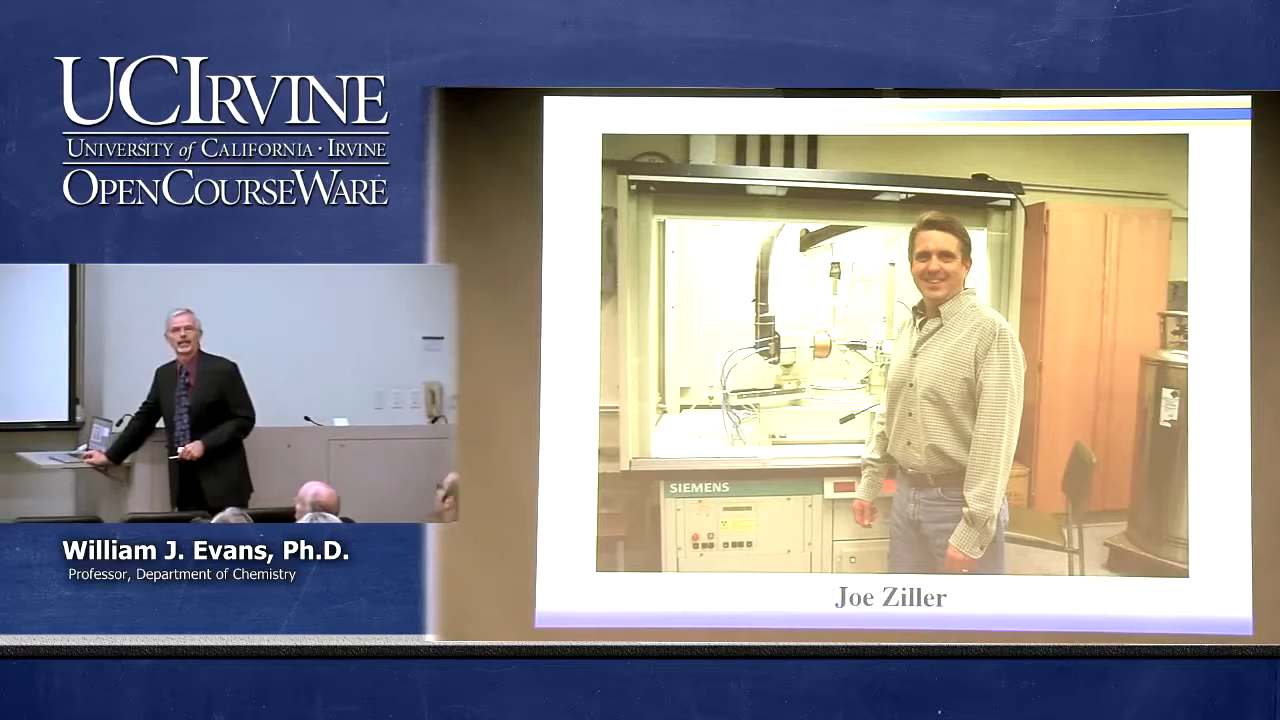 UCIRVINE
UNIVERSITY of CALIFORNIA · IRVINE
OPENCOURSEWARE
SIEMENS
Joe Ziller
William J. Evans, Ph.D.
Professor, Department of Chemistry